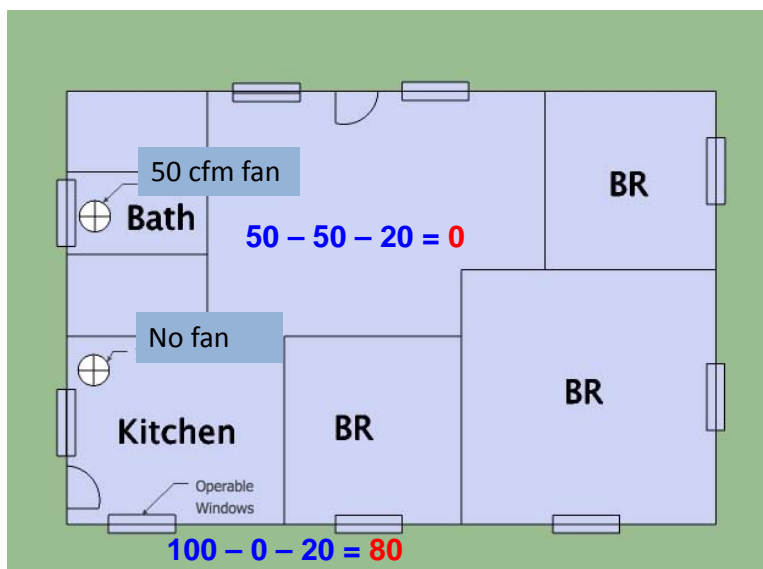 50 cfm fan
BR
Bath
50 – 50 – 20 = 0
No fan
BR
Kitchen
BR
Operable
Windows
100 – 0 – 20 = 80